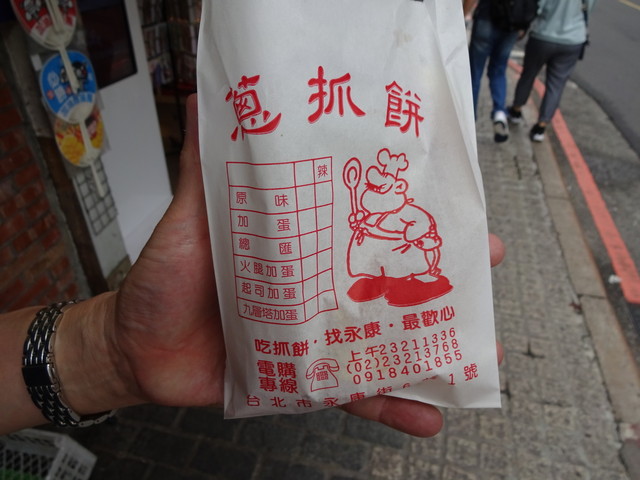 蔥抓餅
辣
原味
加蛋
總匯
火腿加蛋
起司加蛋
九層塔加蛋
吃抓餅·找永康·最歡心
電購專線
上午23211336
(02)23213768
0918401855
台北市永康街 1號